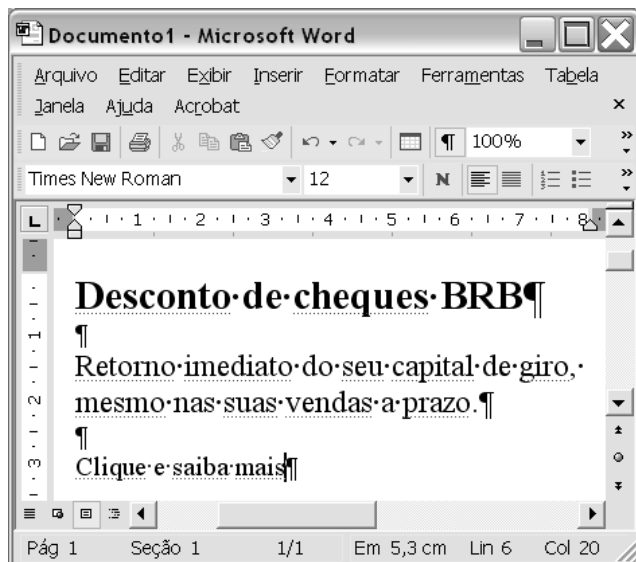 Documento1 - Microsoft Word
Arquivo Editar Exibir Inserir Formatar Ferramentas Tabela
Janela Ajuda Acrobat
¶ 100%
Times New Roman 12 N
L 1 2 3 4 5 6 7 8
Desconto·de·cheques·BRB¶
¶
Retorno·imediato·do·seu·capital·de·giro,·
mesmo·nas·suas·vendas·a·prazo.¶
¶
Clique·e·saiba·mais¶
1
2
3
Pág 1 Seção 1 1/1 Em 5,3 cm Lin 6 Col 20